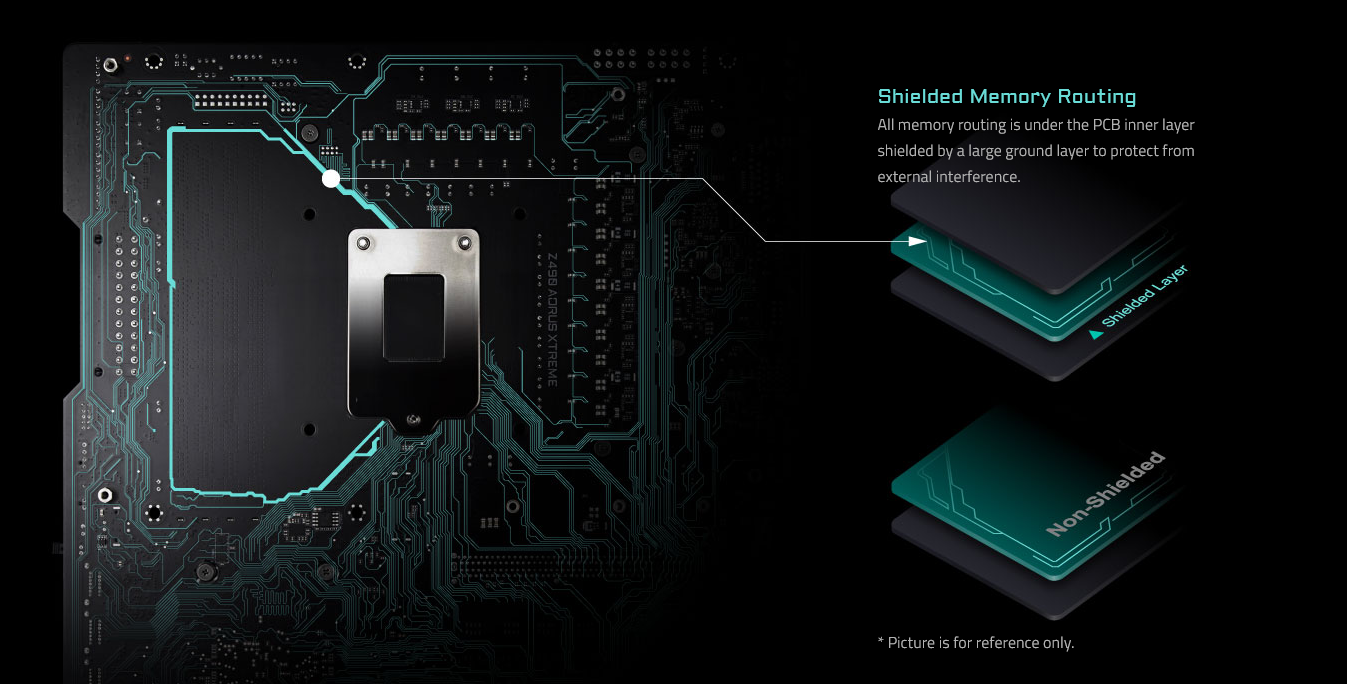 Shielded Memory Routing
All memory routing is under the PCB inner layer
shielded by a large ground layer to protect from
external interference.
Z490 AORUS XTREME
Shielded Layer
Non-Shielded
* Picture is for reference only.